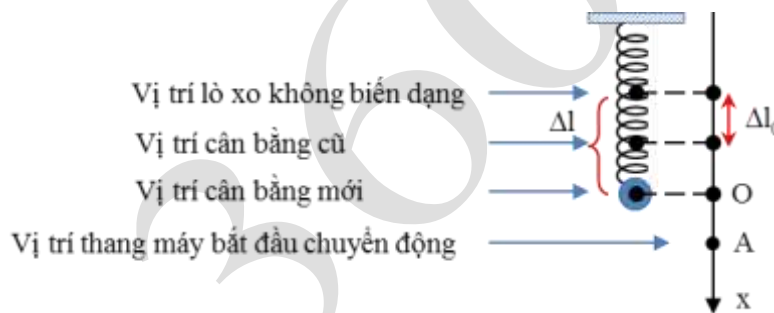 Vị trí lò xo không biến dạng
Δl
Δl₀
Vị trí cân bằng cũ
Vị trí cân bằng mới
O
Vị trí thang máy bắt đầu chuyển động
A
x